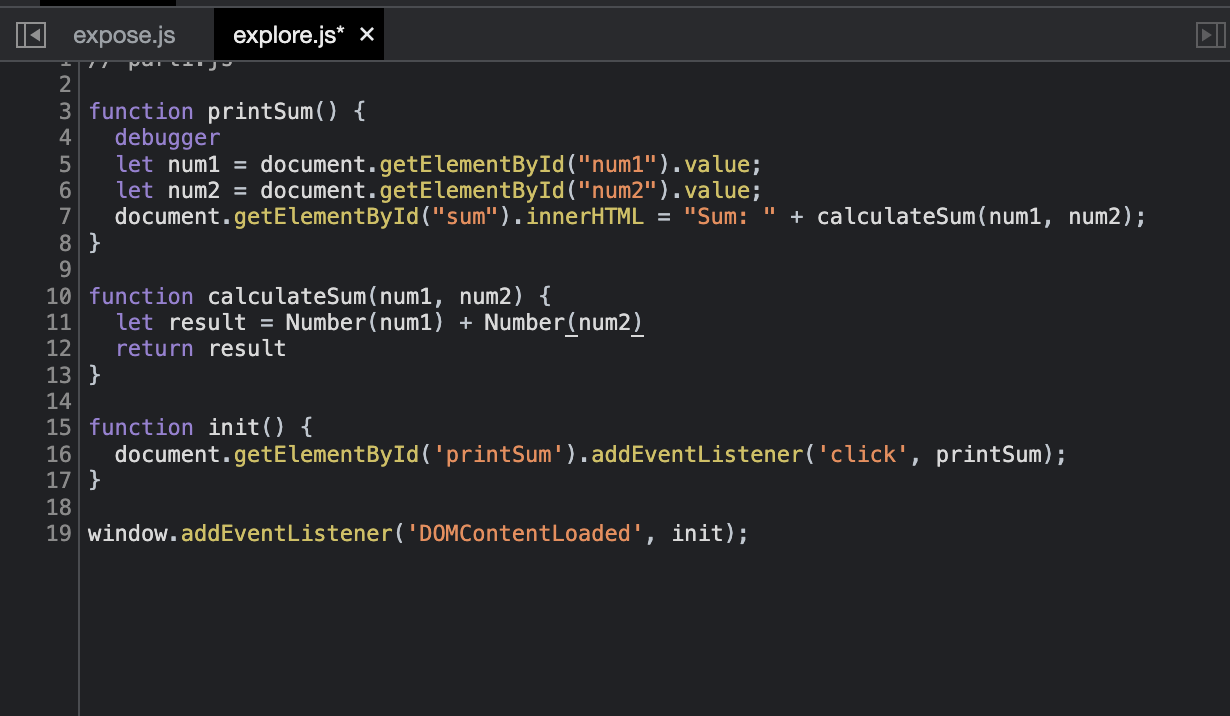 expose.js explore.js* ×
1 // part1.js
2
3 function printSum() {
4   debugger
5   let num1 = document.getElementById("num1").value;
6   let num2 = document.getElementById("num2").value;
7   document.getElementById("sum").innerHTML = "Sum: " + calculateSum(num1, num2);
8 }
9
10 function calculateSum(num1, num2) {
11   let result = Number(num1) + Number(num2)
12   return result
13 }
14
15 function init() {
16   document.getElementById('printSum').addEventListener('click', printSum);
17 }
18
19 window.addEventListener('DOMContentLoaded', init);